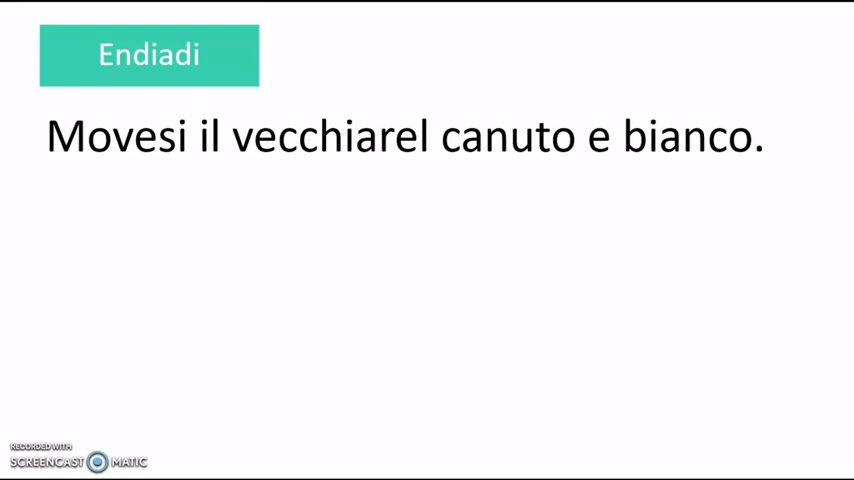 Endiadi
Movesi il vecchiarel canuto e bianco.
RECORDED WITH
SCREENCAST MATIC